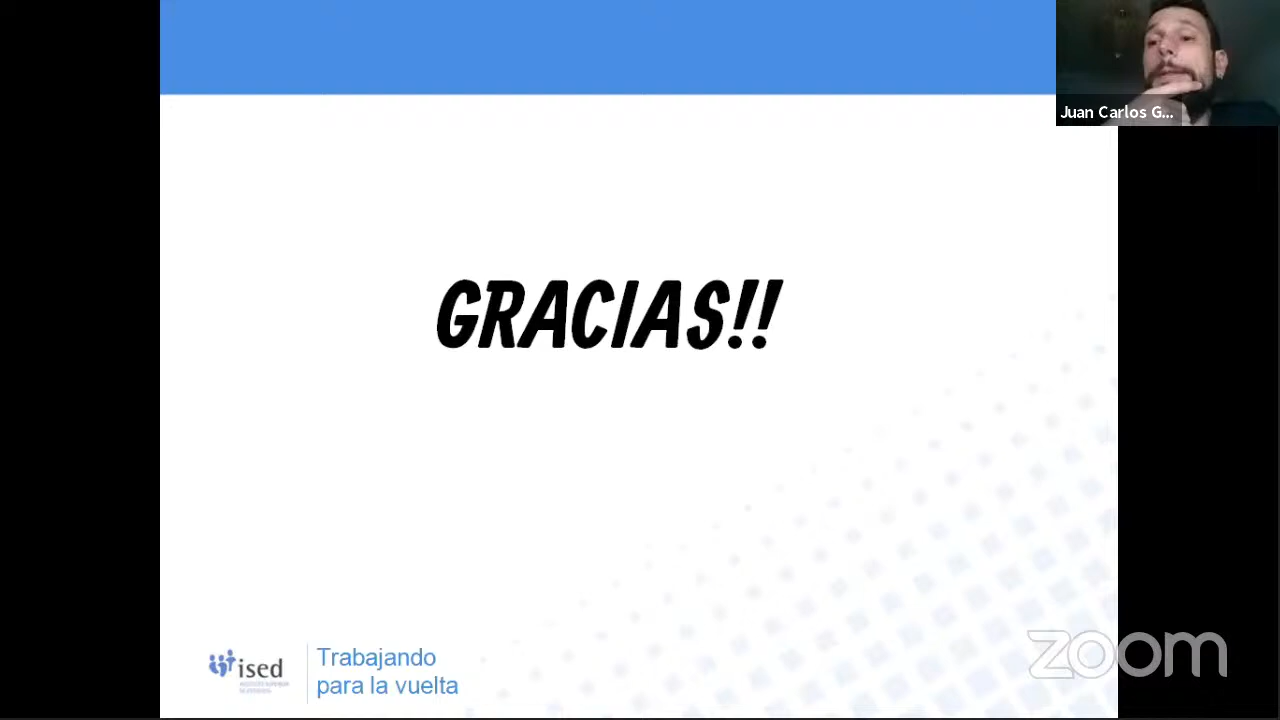 Juan Carlos G...
GRACIAS!!
ised
Trabajando
para la vuelta
zoom